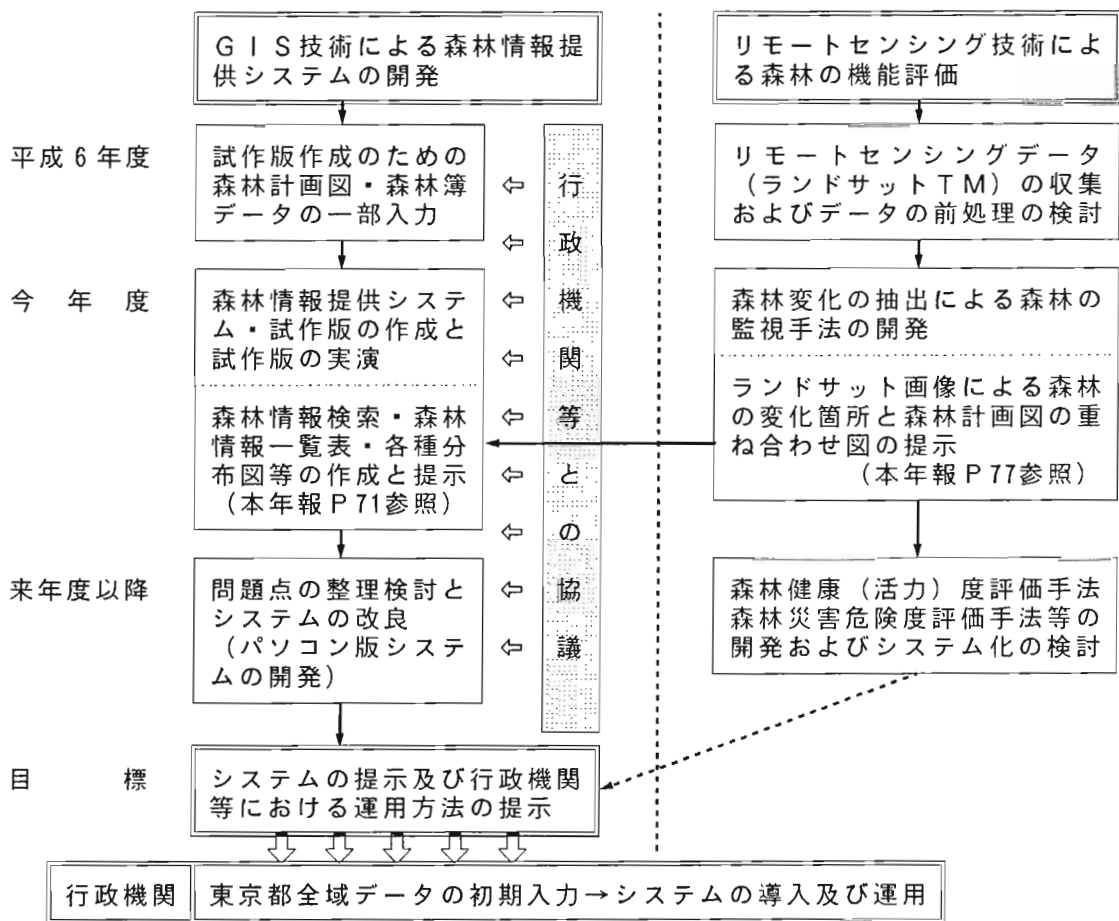 GIS技術による森林情報提
供システムの開発
リモートセンシング技術によ
る森林の機能評価
平成6年度
試作版作成のための
森林計画図・森林簿
データの一部入力
リモートセンシングデータ
（ランドサットTM）の収集
およびデータの前処理の検討
今年度
森林情報提供システ
ム・試作版の作成と
試作版の実演
森林情報検索・森林
情報一覧表・各種分
布図等の作成と提示
（本年報P71参照）
森林変化の抽出による森林の
監視手法の開発
ランドサット画像による森林
の変化箇所と森林計画図の重
ね合わせ図の提示
（本年報P77参照）
行政機関等との協議
来年度以降
問題点の整理検討と
システムの改良
（パソコン版システ
ムの開発）
森林健康（活力）度評価手法
森林災害危険度評価手法等の
開発およびシステム化の検討
目標
システムの提示及び行政機関
等における運用方法の提示
行政機関
東京都全域データの初期入力→システムの導入及び運用